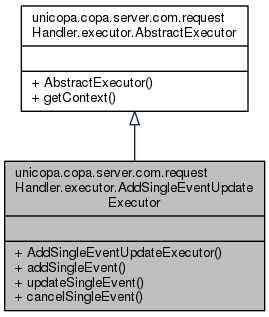 unicopa.copa.server.com.request
Handler.executor.AbstractExecutor
+ AbstractExecutor()
+ getContext()
unicopa.copa.server.com.request
Handler.executor.AddSingleEventUpdate
Executor
+ AddSingleEventUpdateExecutor()
+ addSingleEvent()
+ updateSingleEvent()
+ cancelSingleEvent()